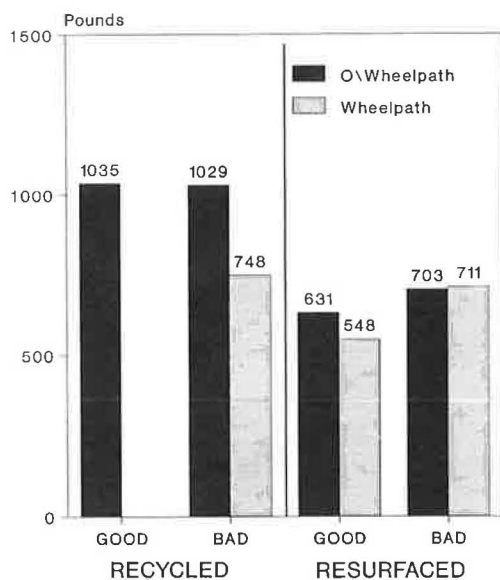 Pounds
1500
O\Wheelpath
Wheelpath
1035
1029
1000
748
703
711
631
548
500
0
GOOD
BAD
GOOD
BAD
RECYCLED
RESURFACED